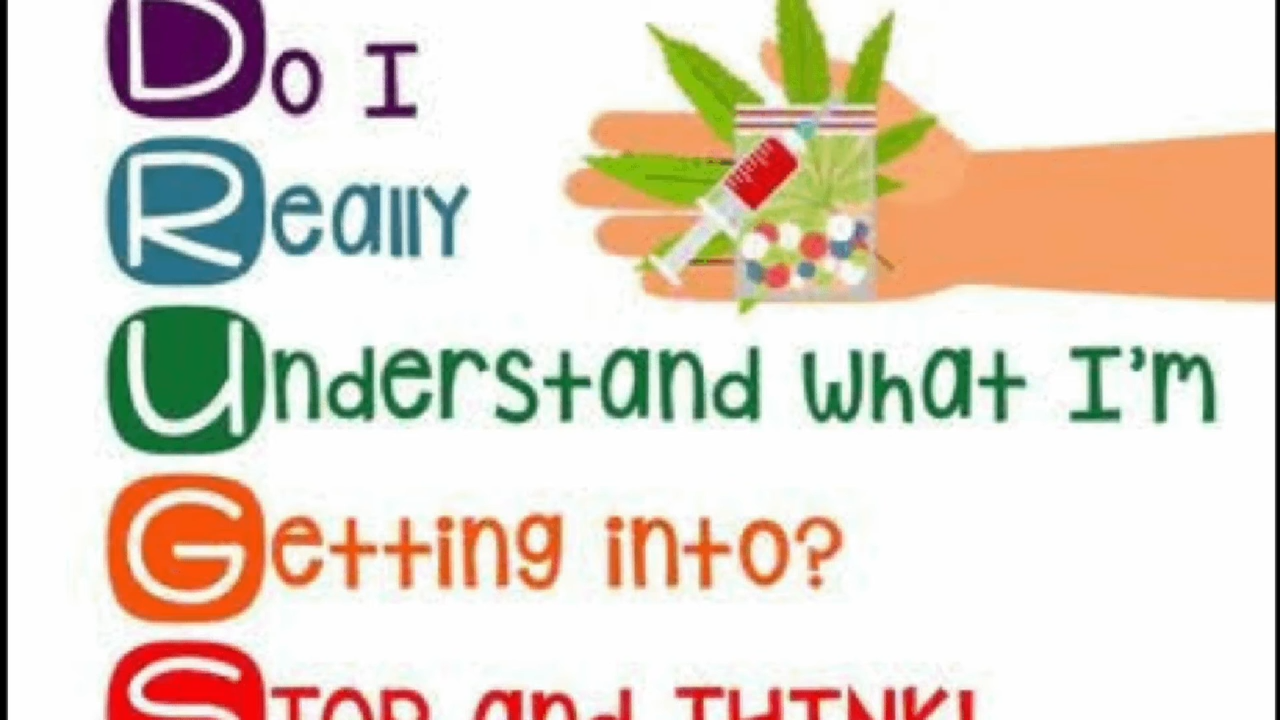 Do I
Really
Understand What I'm
Getting into?
STOP and THINK!